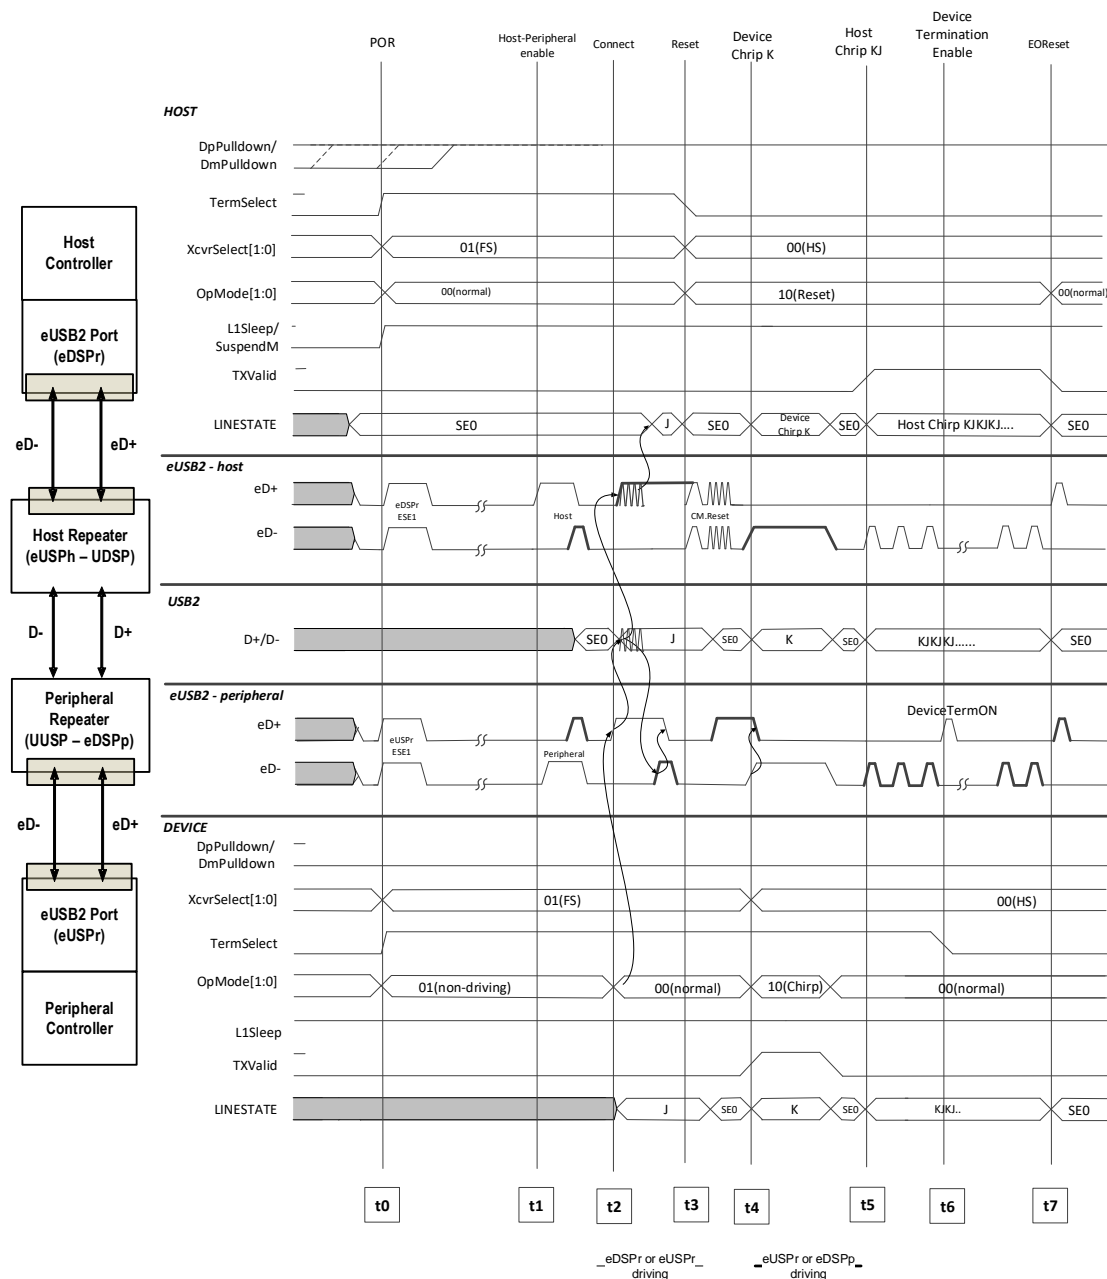 POR
Host-Peripheral
enable
Connect
Reset
Device
Chrip K
Host
Chrip KJ
Device
Termination
Enable
EOReset
HOST
DpPulldown/
DmPulldown
TermSelect
XcvrSelect[1:0]
01(FS)
00(HS)
OpMode[1:0]
00(normal)
10(Reset)
00(normal)
L1Sleep/
SuspendM
TXValid
LINESTATE
SE0
J
SE0
Device
Chirp K
SE0
Host Chirp KJKJKJ....
SE0
eUSB2 - host
eD+
eDSPr
ESE1
eD-
Host
CM.Reset
USB2
D+/D-
SE0
J
SE0
K
SE0
KJKJKJ......
SE0
eUSB2 - peripheral
eD+
eUSPr
ESE1
DeviceTermON
eD-
Peripheral
DEVICE
DpPulldown/
DmPulldown
XcvrSelect[1:0]
01(FS)
00(HS)
TermSelect
OpMode[1:0]
01(non-driving)
00(normal)
10(Chirp)
00(normal)
L1Sleep
TXValid
LINESTATE
J
SE0
K
SE0
KJKJ..
SE0
t0
t1
t2
t3
t4
t5
t6
t7
_eDSPr or eUSPr_
driving
_eUSPr or eDSPp_
driving
Host
Controller
eUSB2 Port
(eDSPr)
eD-
eD+
Host Repeater
(eUSPh – UDSP)
D-
D+
Peripheral
Repeater
(UUSP – eDSPp)
eD-
eD+
eUSB2 Port
(eUSPr)
Peripheral
Controller